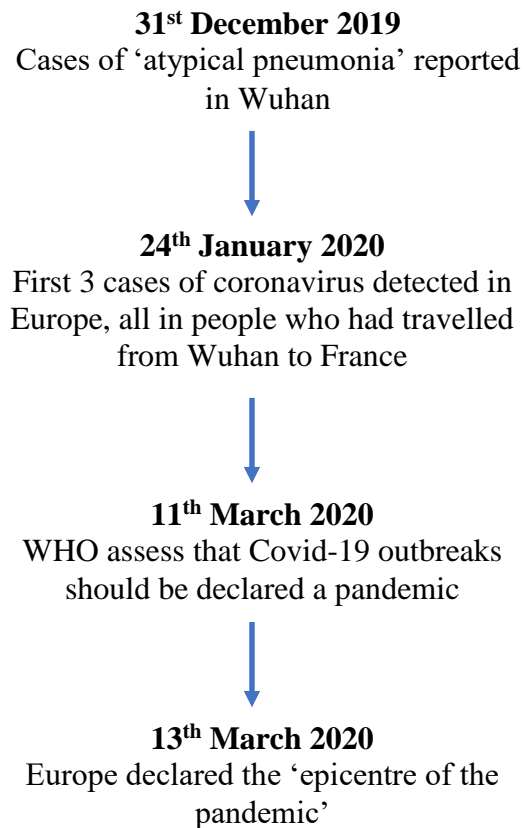 31st December 2019
Cases of ‘atypical pneumonia’ reported
in Wuhan
24th January 2020
First 3 cases of coronavirus detected in
Europe, all in people who had travelled
from Wuhan to France
11th March 2020
WHO assess that Covid-19 outbreaks
should be declared a pandemic
13th March 2020
Europe declared the ‘epicentre of the
pandemic’